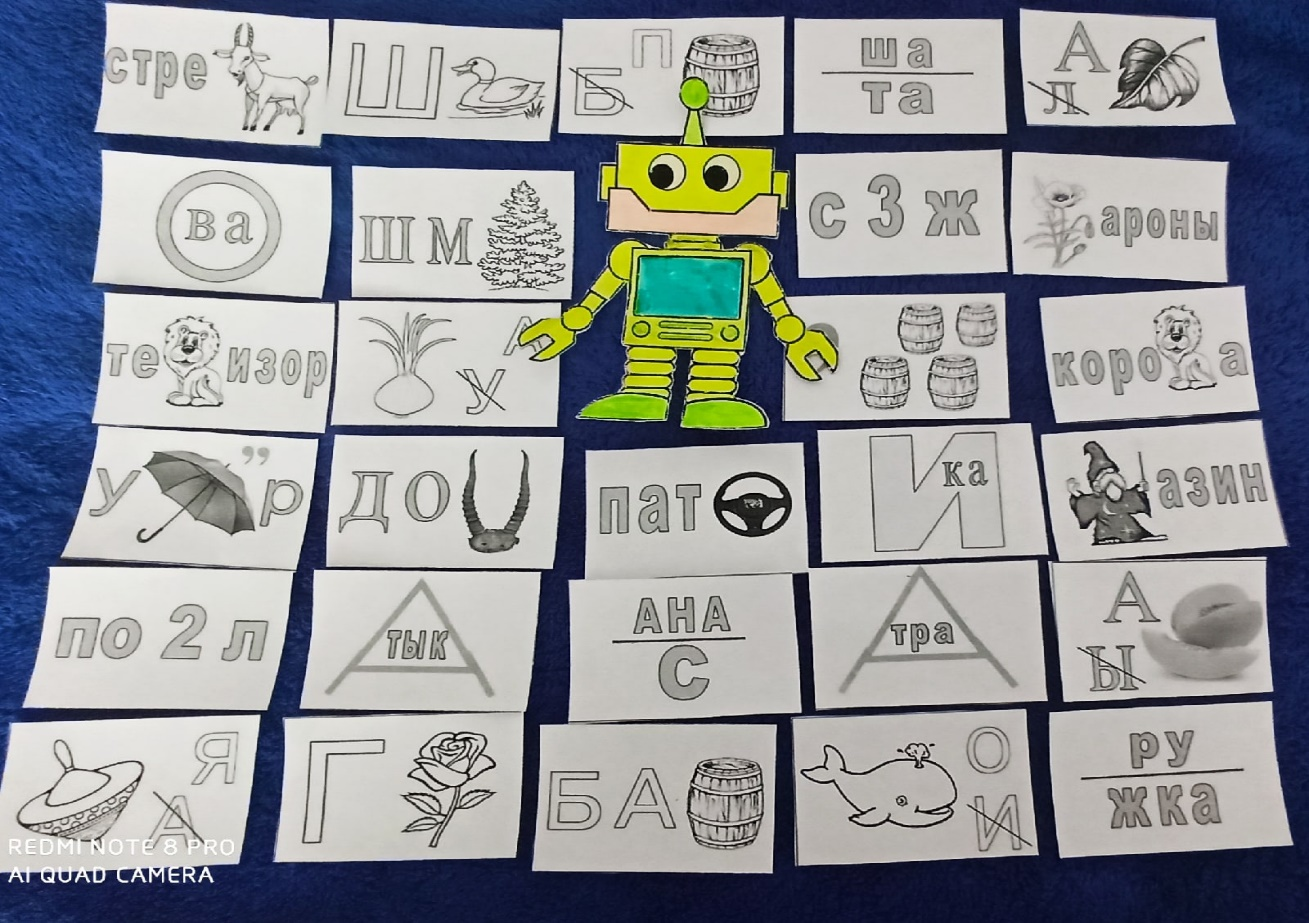 стре
Ш
П
Б
ша
та
А
Л
ва
Ш М
с 3 ж
ароны
те изор
А
У
коро а
У ,, р
ДО
пат
И
ка
азин
по 2 л
А
тык
АНА
С
А
тра
А
Ы
Я
А
Г
БА
О
И
ру
жка
REDMI NOTE 8 PRO
AI QUAD CAMERA